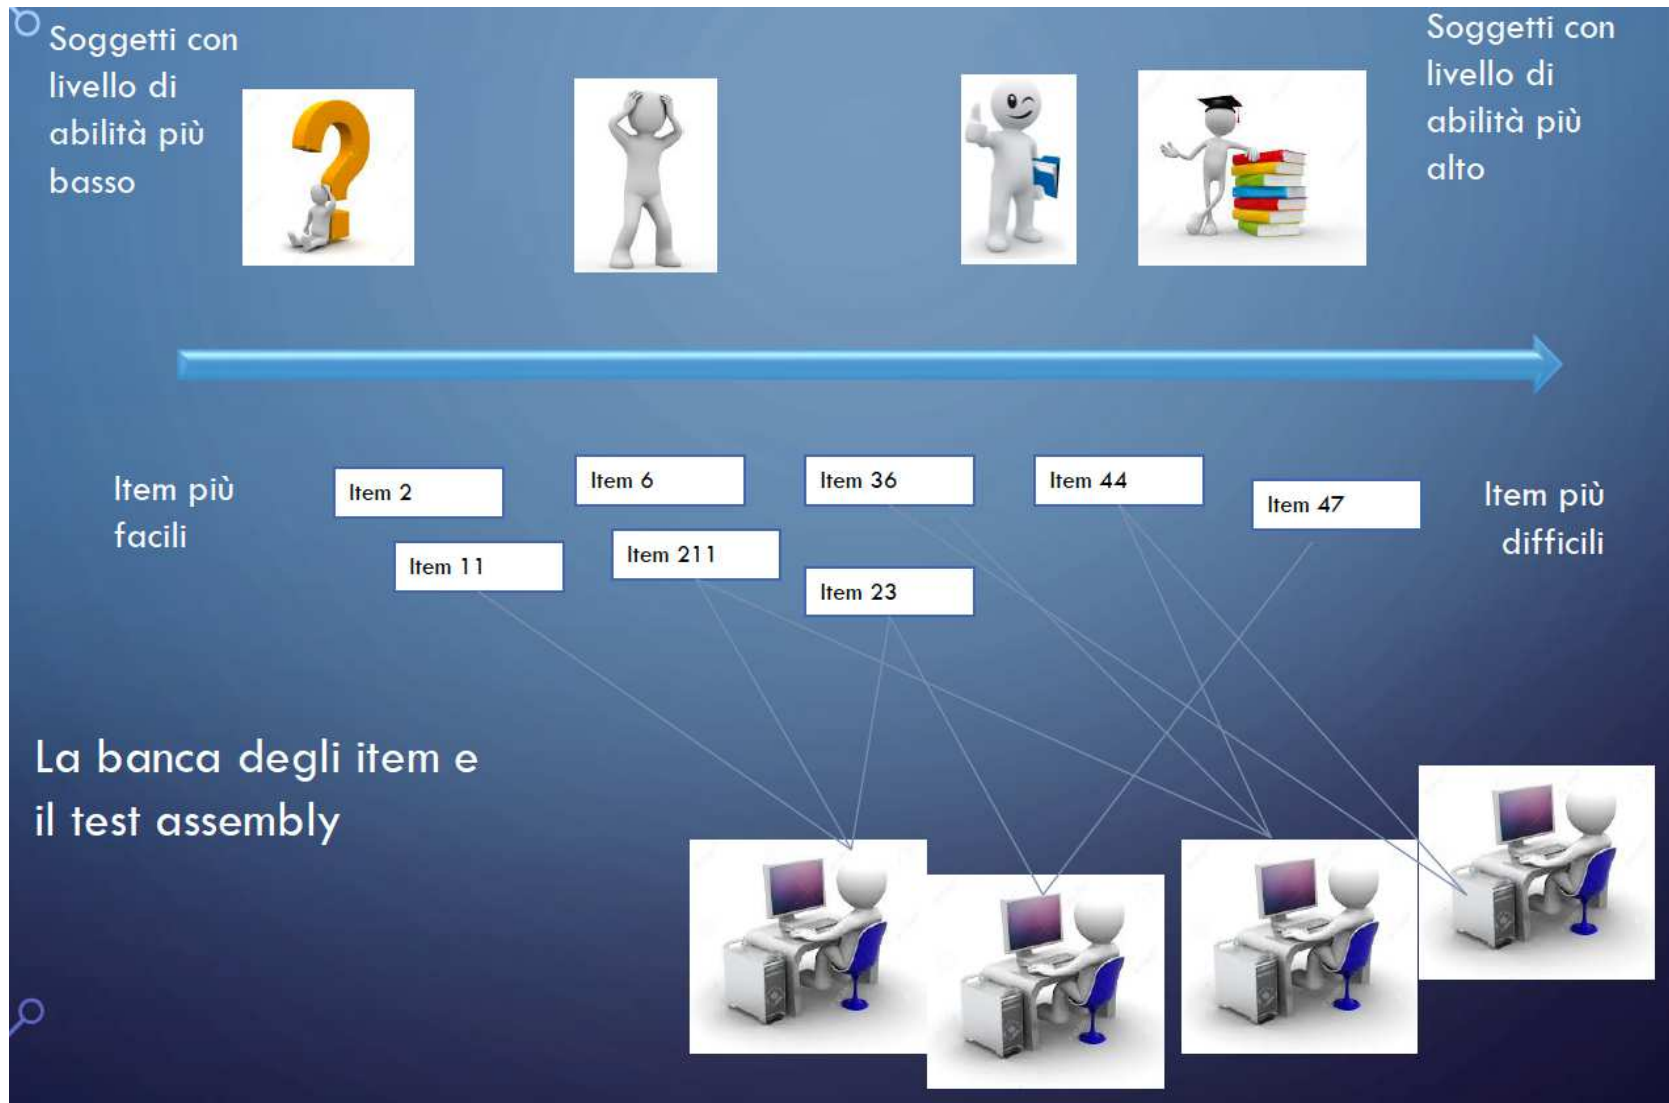 Soggetti con
livello di
abilità più
basso
Soggetti con
livello di
abilità più
alto
Item più
facili
Item 2
Item 6
Item 36
Item 44
Item 47
Item 11
Item 211
Item 23
Item più
difficili
La banca degli item e
il test assembly